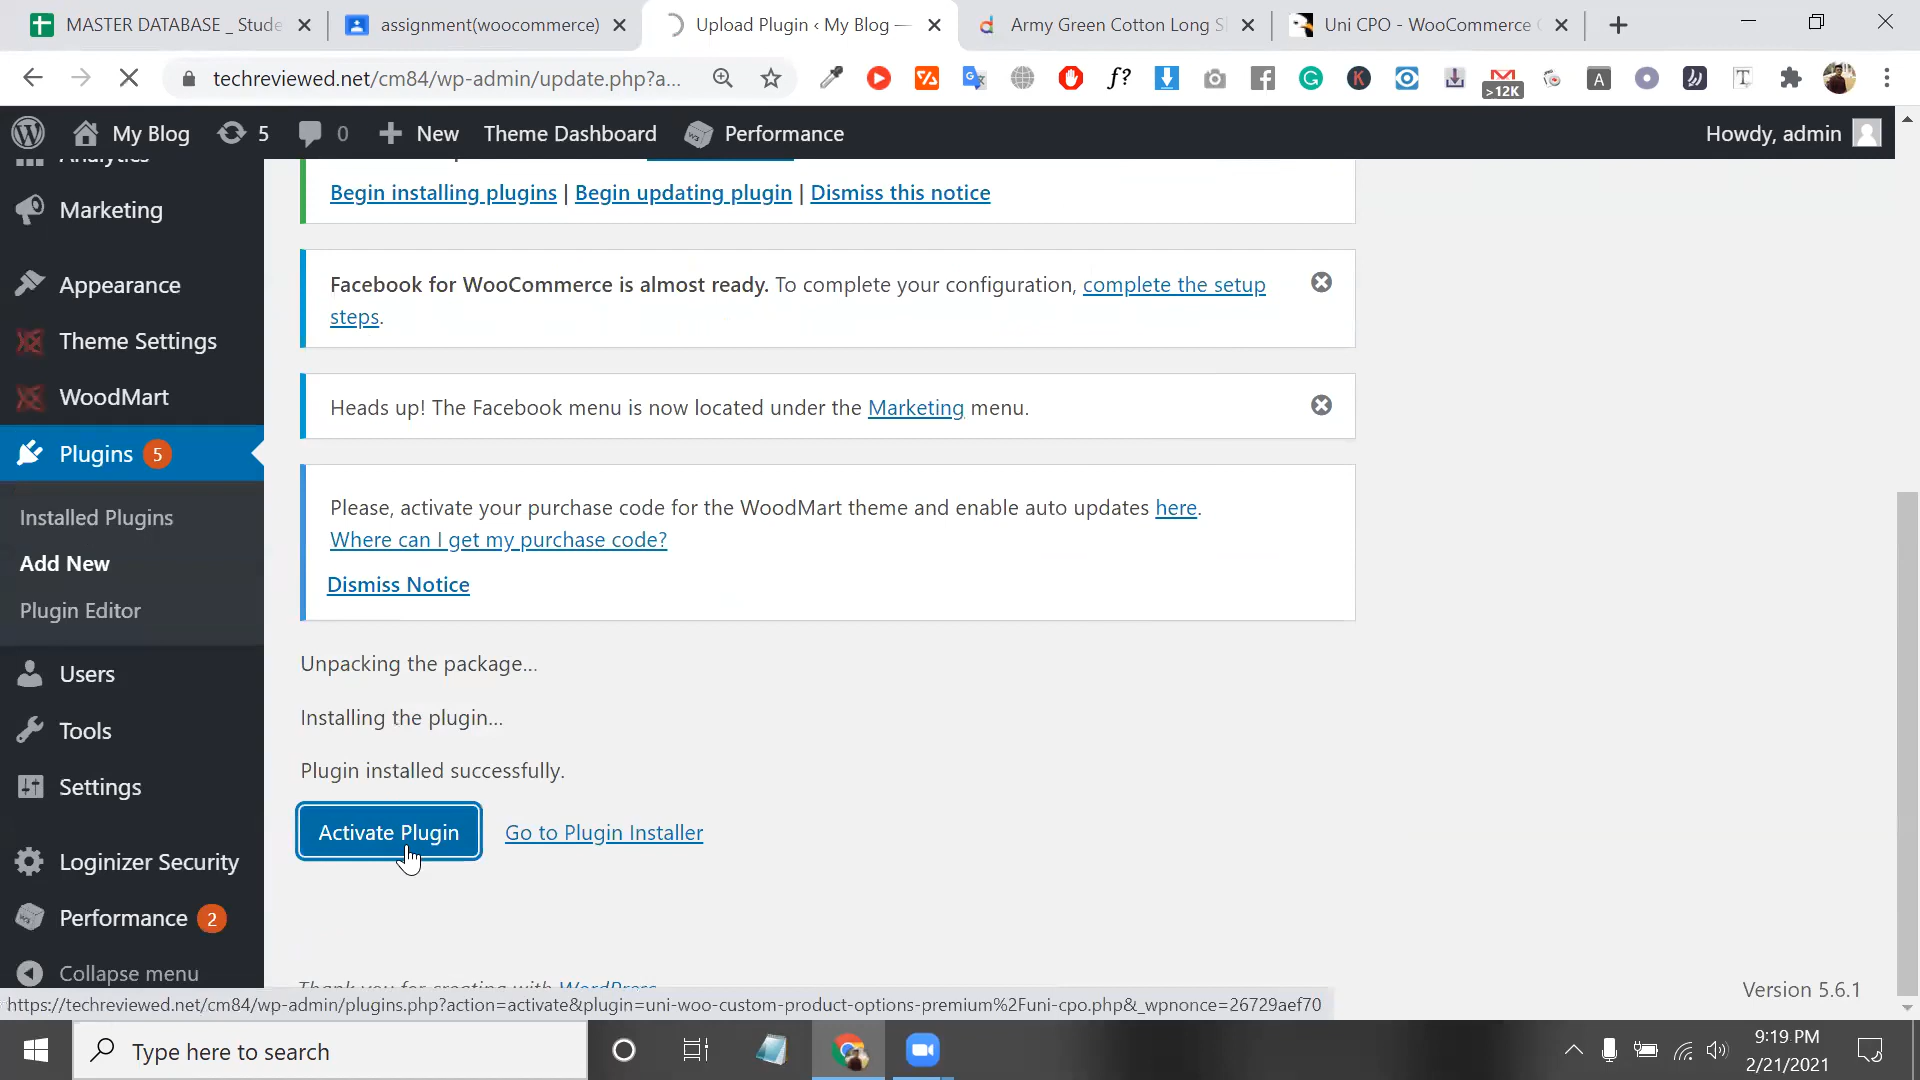 MASTER DATABASE _ Stude
assignment(woocommerce)
Upload Plugin ‹ My Blog —
Army Green Cotton Long S
Uni CPO - WooCommerce
techreviewed.net/cm84/wp-admin/update.php?a...
f?
>12K
My Blog
5
0
New
Theme Dashboard
Performance
Howdy, admin
Analytics
Marketing
Appearance
Theme Settings
WoodMart
Plugins 5
Installed Plugins
Add New
Plugin Editor
Users
Tools
Settings
Loginizer Security
Performance 2
Collapse menu
Begin installing plugins | Begin updating plugin | Dismiss this notice
Facebook for WooCommerce is almost ready. To complete your configuration, complete the setup
steps.
Heads up! The Facebook menu is now located under the Marketing menu.
Please, activate your purchase code for the WoodMart theme and enable auto updates here.
Where can I get my purchase code?
Dismiss Notice
Unpacking the package...
Installing the plugin...
Plugin installed successfully.
Activate Plugin
Go to Plugin Installer
Thank you for creating with WordPress
Version 5.6.1
https://techreviewed.net/cm84/wp-admin/plugins.php?action=activate&plugin=uni-woo-custom-product-options-premium%2Funi-cpo.php&_wpnonce=26729aef70
Type here to search
9:19 PM
2/21/2021